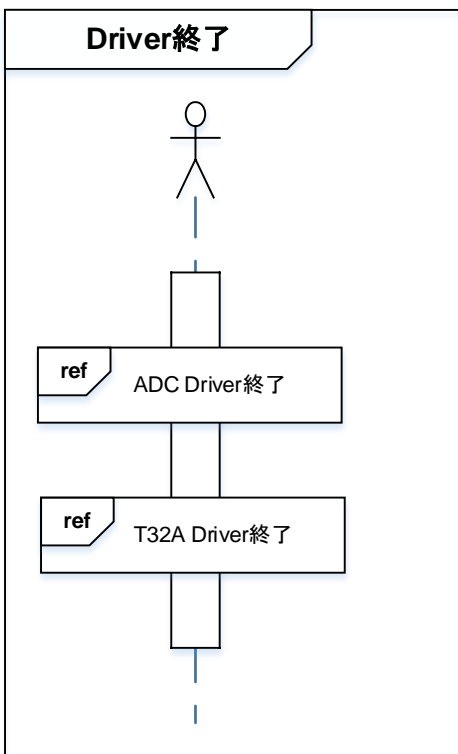 Driver終了
ref
ADC Driver終了
ref
T32A Driver終了